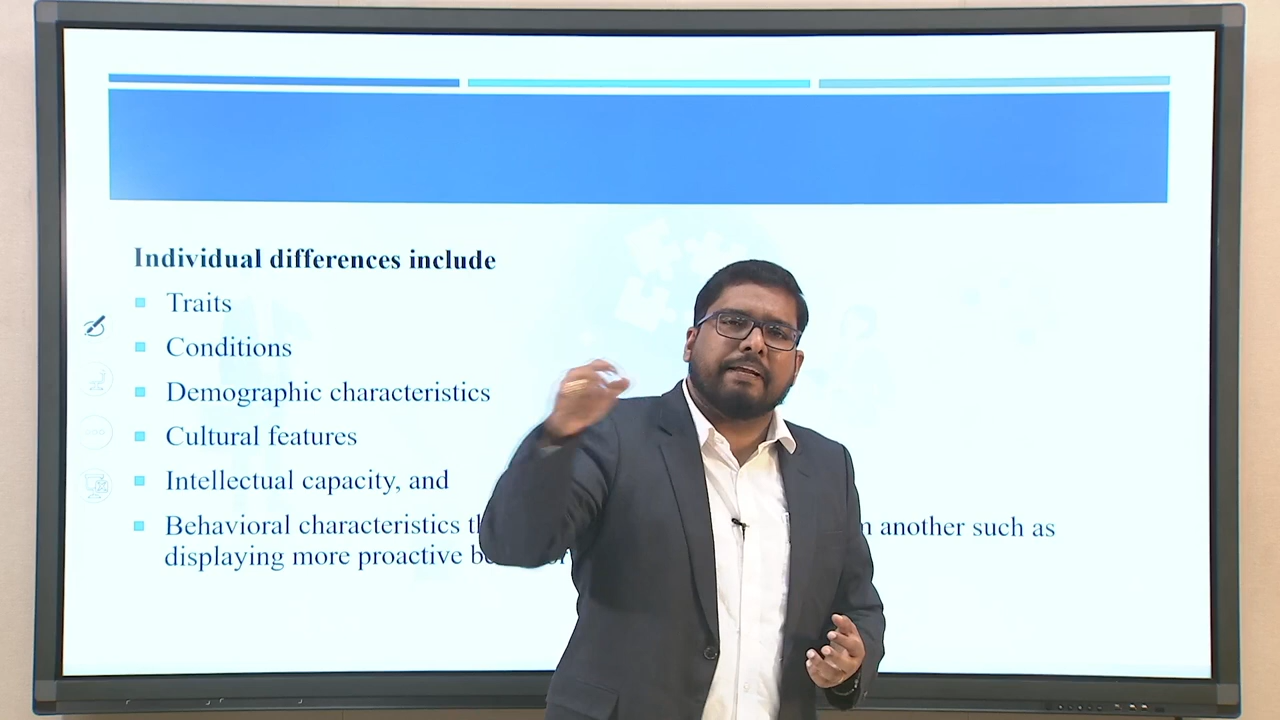 Individual differences include
Traits
Conditions
Demographic characteristics
Cultural features
Intellectual capacity, and
Behavioral characteristics another such as
displaying more proactive